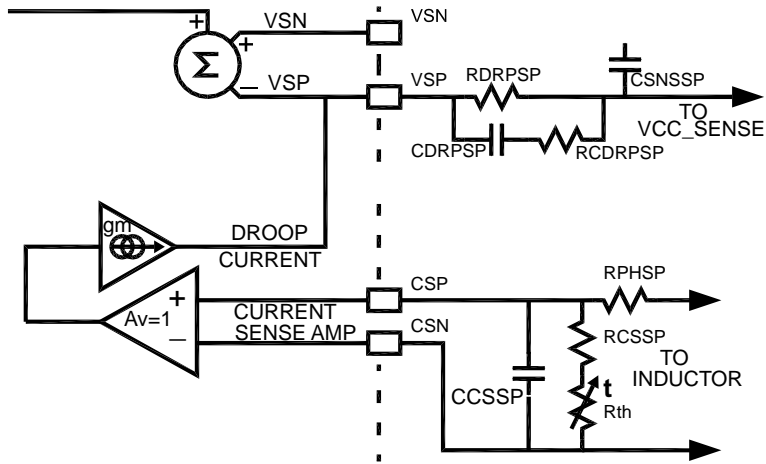 +
VSN
VSN
+
Σ
−
VSP
VSP
RDRPSP
CSNSSP
TO
VCC_SENSE
CDRPSP
RCDRPSP
gm
DROOP
CURRENT
CSP
RPHSP
+
Av=1
CURRENT
SENSE AMP
−
CSN
RCSSP
TO
INDUCTOR
CCSSP
t
Rth